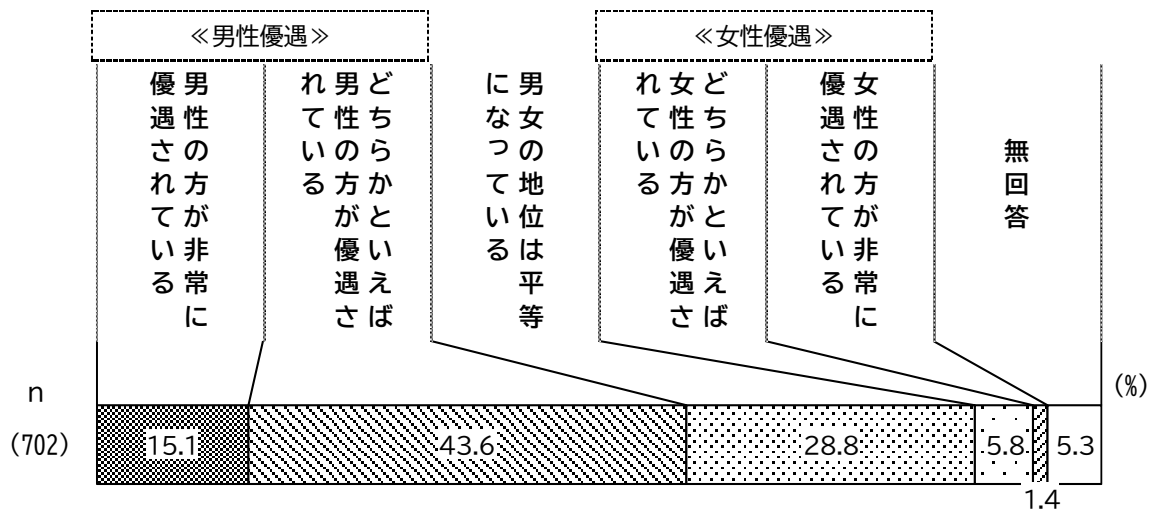 ≪男性優遇≫
≪女性優遇≫
男性の方が非常に
優遇されている
どちらかといえば
男性の方が優遇さ
れている
男女の地位は平等
になっている
どちらかといえば
女性の方が優遇さ
れている
女性の方が非常に
優遇されている
無回答
n
(%)
(702)
15.1
43.6
28.8
5.8
5.3
1.4